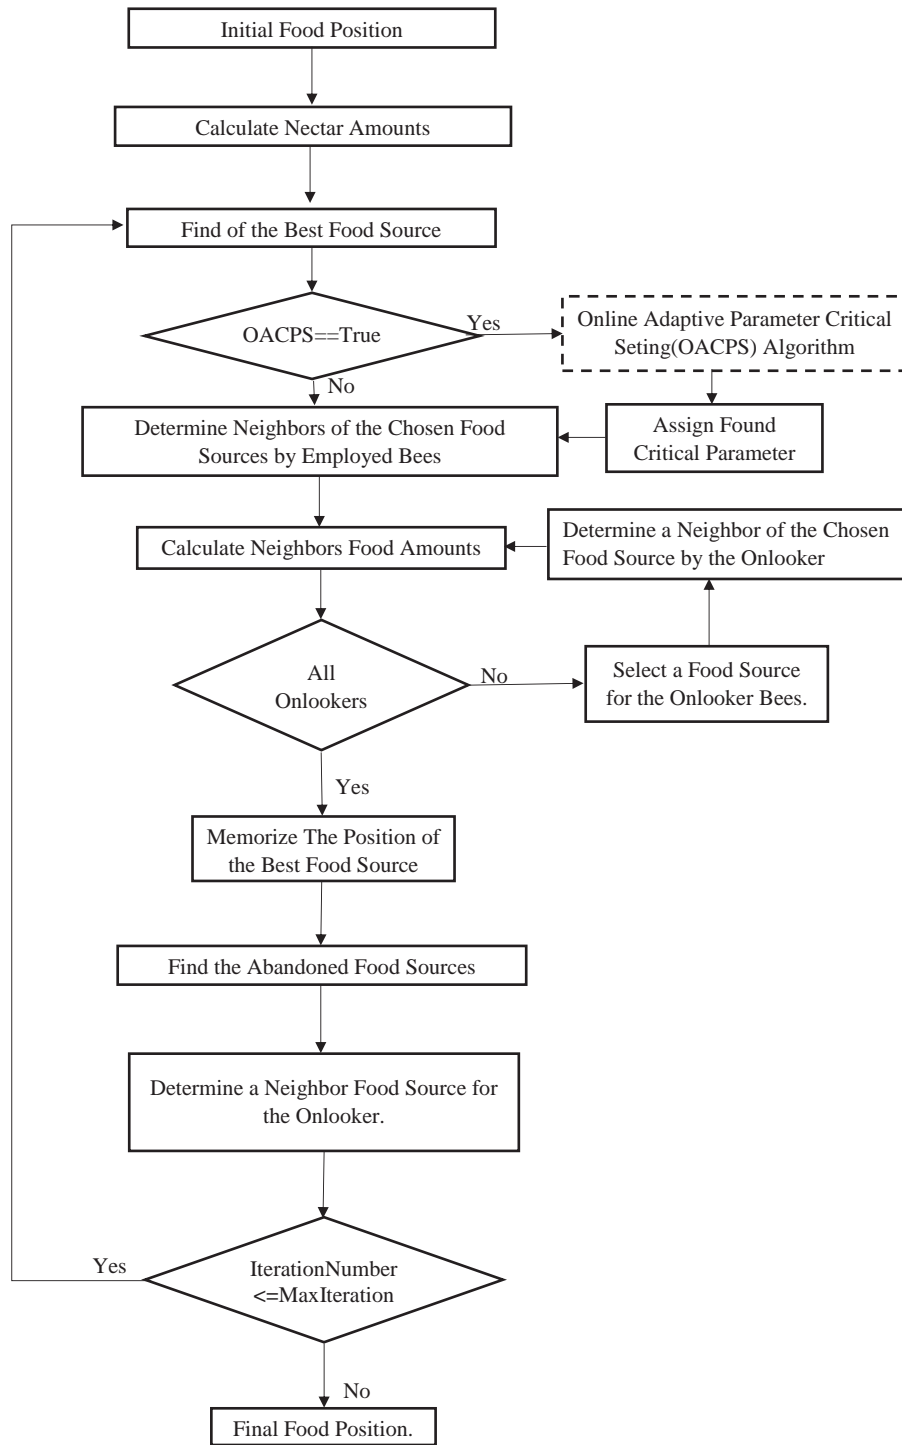 Initial Food Position
Calculate Nectar Amounts
Find of the Best Food Source
OACPS==True
Yes
Online Adaptive Parameter Critical
Seting(OACPS) Algorithm
No
Determine Neighbors of the Chosen Food
Sources by Employed Bees
Assign Found
Critical Parameter
Calculate Neighbors Food Amounts
Determine a Neighbor of the Chosen
Food Source by the Onlooker
All
Onlookers
No
Select a Food Source
for the Onlooker Bees.
Yes
Memorize The Position of
the Best Food Source
Find the Abandoned Food Sources
Determine a Neighbor Food Source for
the Onlooker.
Yes
IterationNumber
<=MaxIteration
No
Final Food Position.